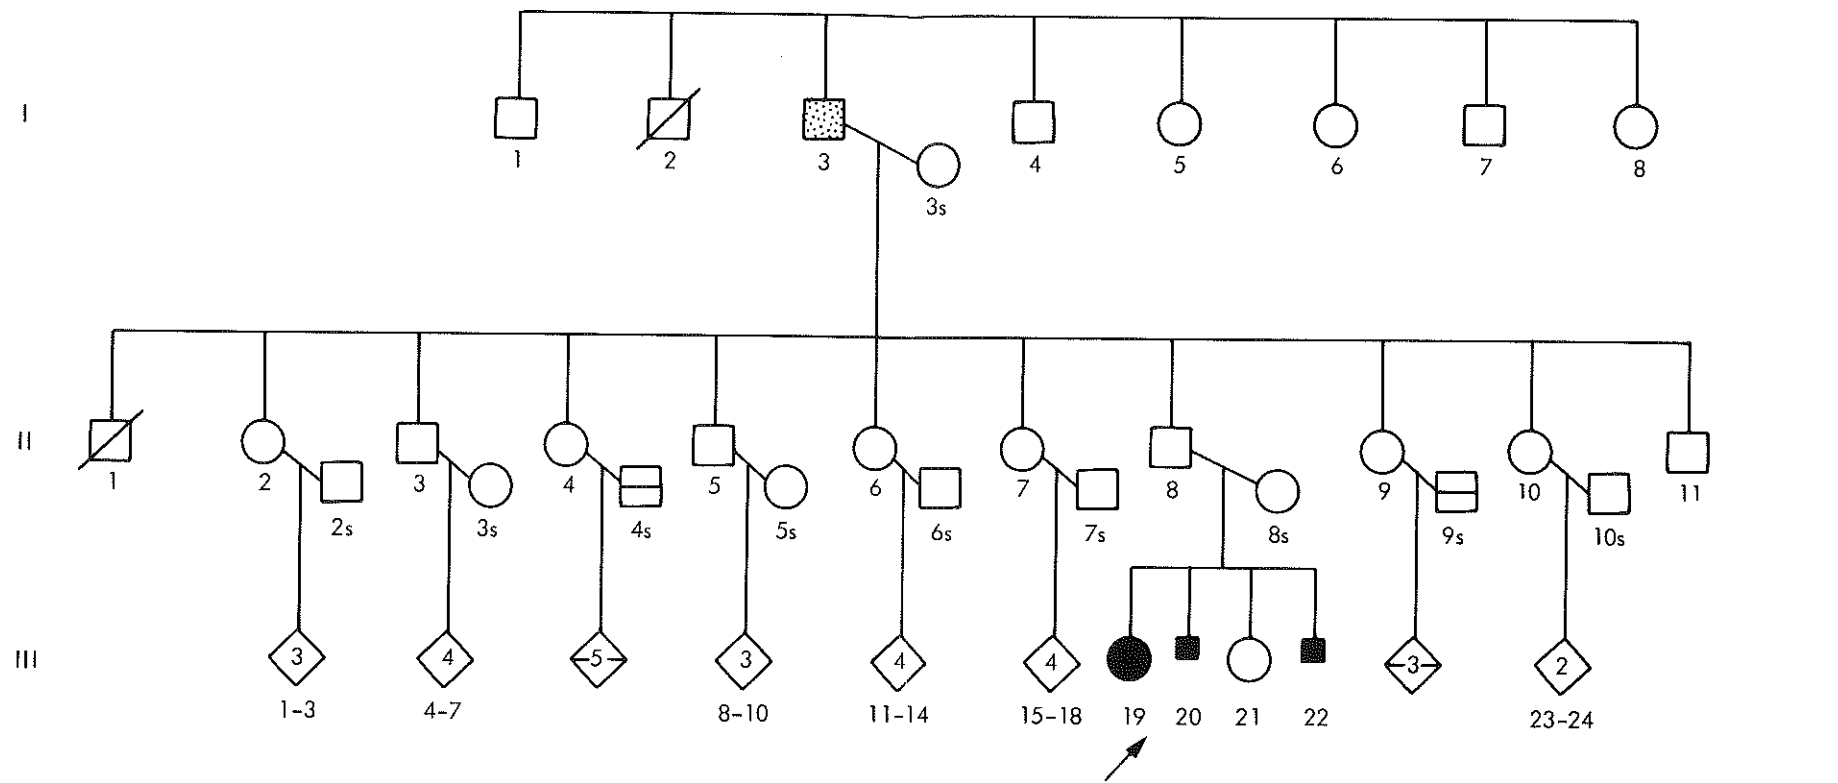 I
1 2 3 4 5 6 7 8
3s
II
1 2 3 4 5 6 7 8 9 10 11
2s 3s 4s 5s 6s 7s 8s 9s 10s
III
3 4 5 3 4 4 3 2
1-3 4-7 8-10 11-14 15-18 19 20 21 22 23-24